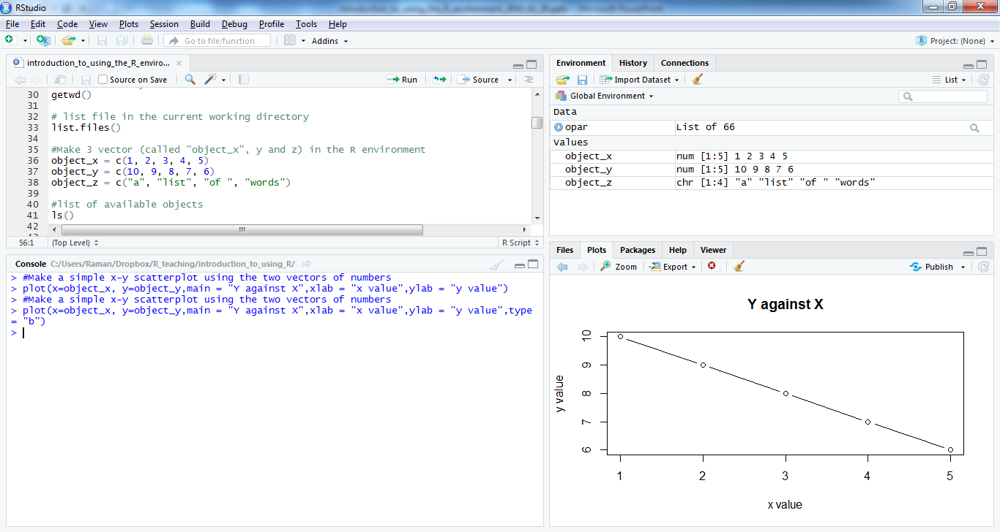 RStudio
File Edit Code View Plots Session Build Debug Profile Tools Help
Go to file/function Addins Project: (None)
introduction_to_using_the_R_enviro...
Source on Save Run Source
30 getwd()
31
32 # list file in the current working directory
33 list.files()
34
35 #Make 3 vector (called "object_x", y and z) in the R environment
36 object_x = c(1, 2, 3, 4, 5)
37 object_y = c(10, 9, 8, 7, 6)
38 object_z = c("a", "list", "of ", "words")
39
40 #list of available objects
41 ls()
42
56:1 (Top Level) R Script
Console C:/Users/Raman/Dropbox/R_teaching/introduction_to_using_R/
> #Make a simple x-y scatterplot using the two vectors of numbers
> plot(x=object_x, y=object_y,main = "Y against X",xlab = "x value",ylab = "y value")
> #Make a simple x-y scatterplot using the two vectors of numbers
> plot(x=object_x, y=object_y,main = "Y against X",xlab = "x value",ylab = "y value",type
= "b")
>
Environment History Connections
Import Dataset List
Global Environment
Data
opar List of 66
Values
object_x num [1:5] 1 2 3 4 5
object_y num [1:5] 10 9 8 7 6
object_z chr [1:4] "a" "list" "of " "words"
Files Plots Packages Help Viewer
Zoom Export Publish
Y against X
y value
10
9
8
7
6
1 2 3 4 5
x value